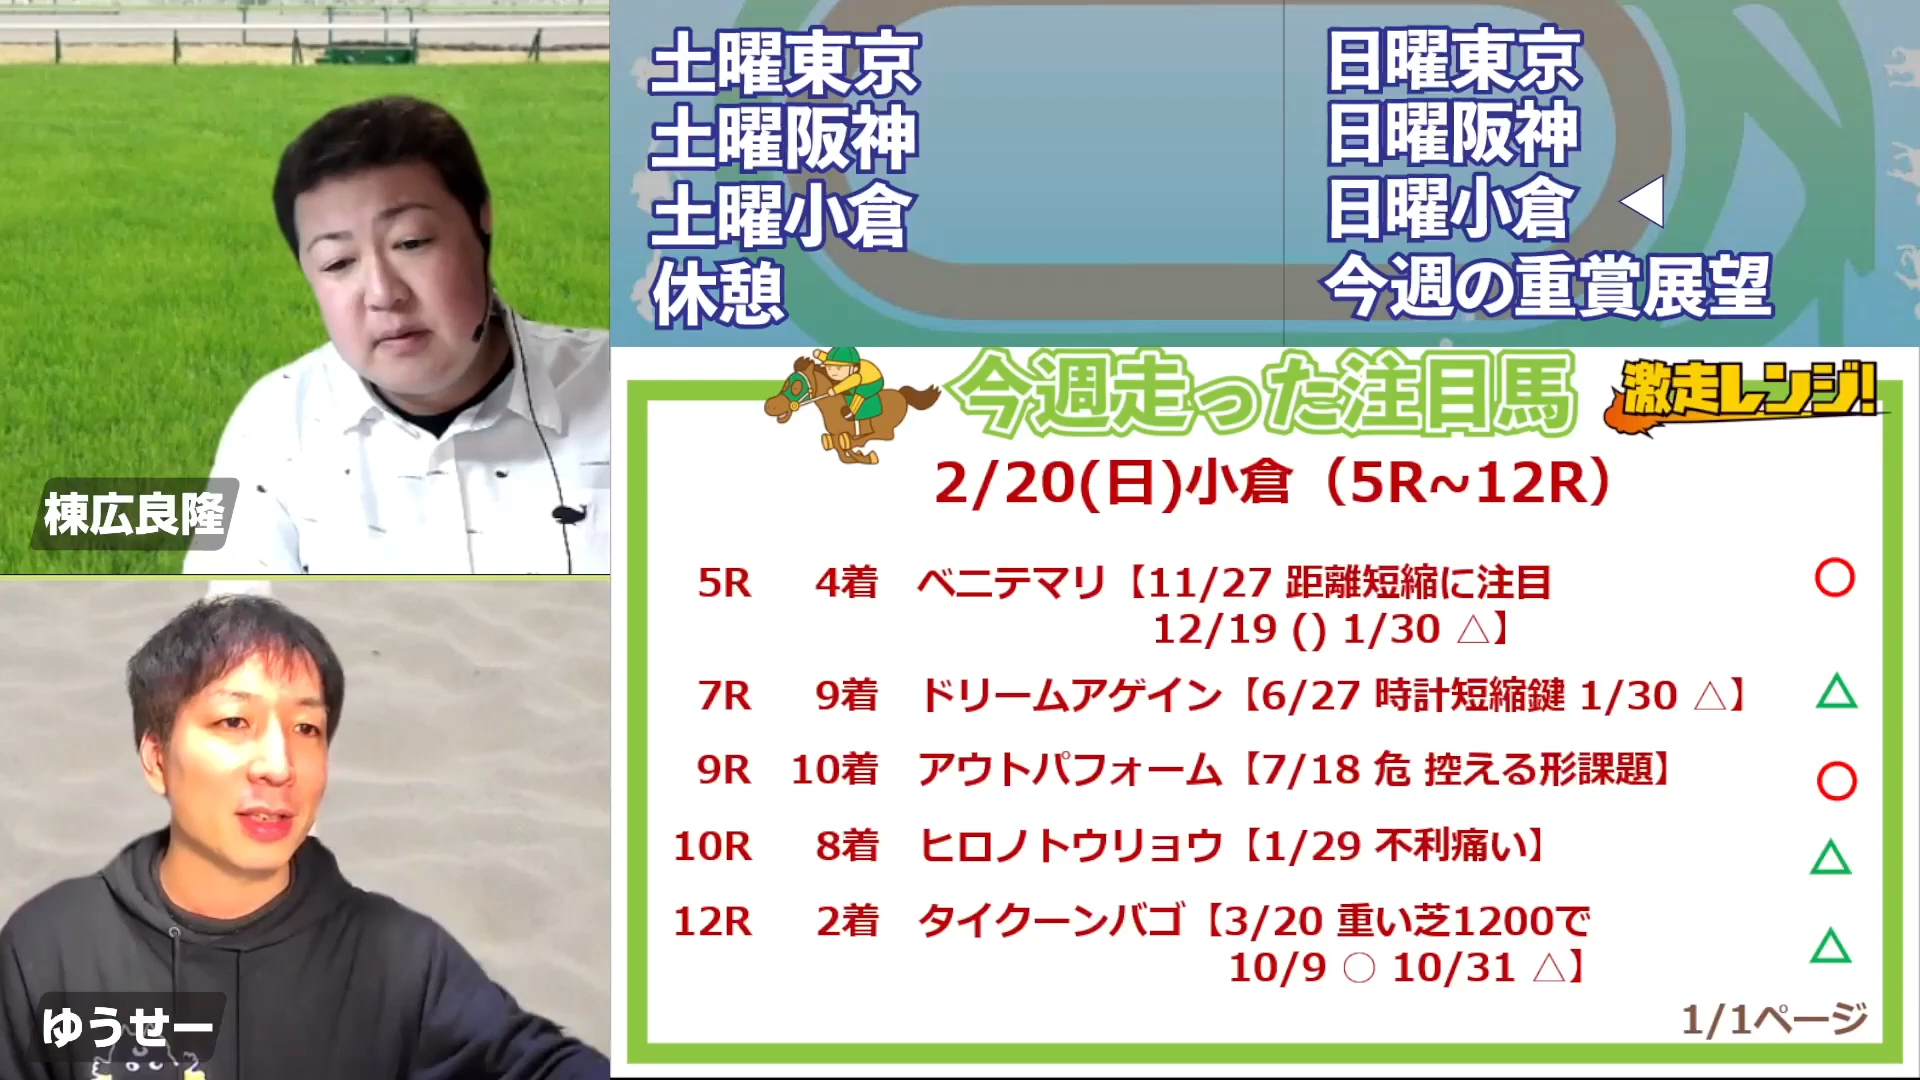 土曜東京
土曜阪神
土曜小倉
休憩
日曜東京
日曜阪神
日曜小倉 ◁
今週の重賞展望
棟広良隆
ゆうせー
今週走った注目馬
激走レンジ!
2/20(日)小倉（5R~12R）
5R 4着 ベニテマリ【11/27 距離短縮に注目 ○
12/19 () 1/30 △】
7R 9着 ドリームアゲイン【6/27 時計短縮鍵 1/30 △】 △
9R 10着 アウトパフォーム【7/18 危 控える形課題】 ○
10R 8着 ヒロノトウリョウ【1/29 不利痛い】 △
12R 2着 タイクーンバゴ【3/20 重い芝1200で △
10/9 ○ 10/31 △】
1/1ページ